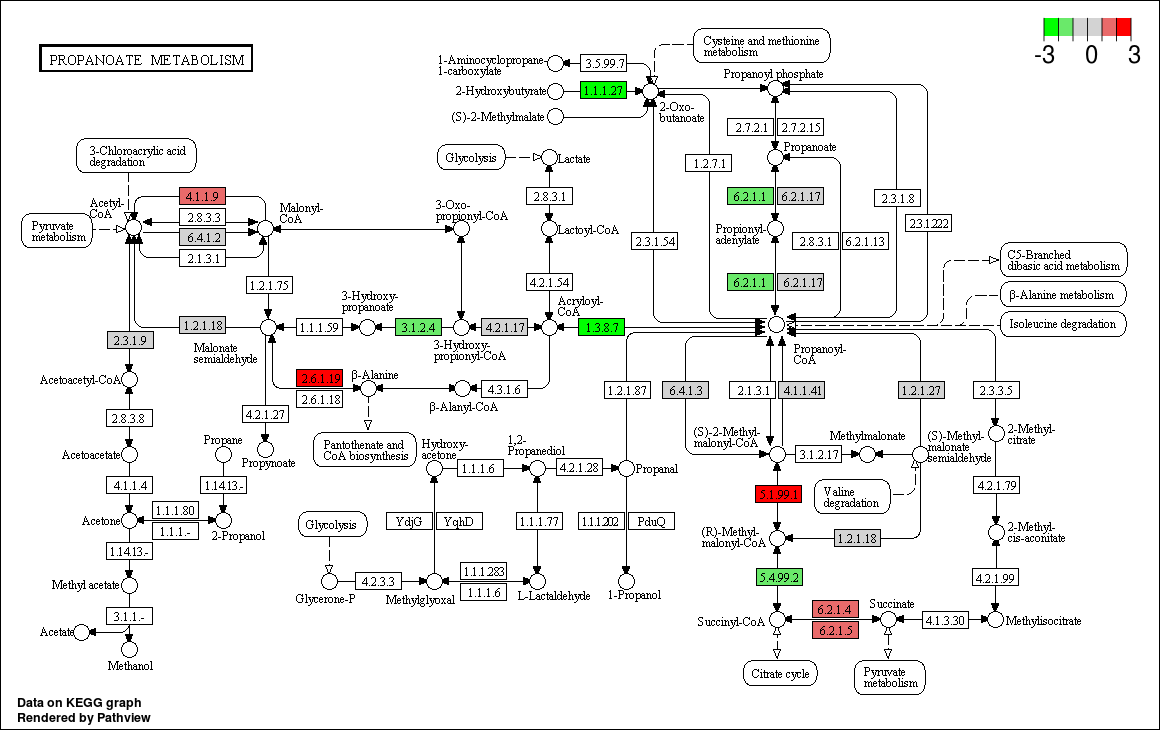 PROPANOATE METABOLISM
-3 0 3
Cysteine and methionine
metabolism
1-Aminocyclopropane
1-carboxylate
3.5.99.7
Propanoyl phosphate
2-Hydroxybutyrate
1.1.1.27
2-Oxo-
butanoate
(S)-2-Methylmalate
2.7.2.1
2.7.2.15
3-Chloroacrylic acid
degradation
Glycolysis
Lactate
Propanoate
1.2.7.1
4.1.1.9
2.8.3.1
6.2.1.1
6.2.1.17
2.3.1.8
Acetyl-
CoA
2.8.3.3
Malonyl-
CoA
3-Oxo-
propionyl-CoA
2.3.1.222
Pyruvate
metabolism
6.4.1.2
Lactoyl-CoA
Propionyl-
adenylate
2.3.1.54
2.8.3.1
6.2.1.13
2.1.3.1
C5-Branched
dibasic acid metabolism
1.2.1.75
4.2.1.54
6.2.1.1
6.2.1.17
β-Alanine metabolism
3-Hydroxy-
propanoate
Acryloyl-
CoA
1.2.1.18
1.1.1.59
3.1.2.4
4.2.1.17
1.3.8.7
Isoleucine degradation
2.3.1.9
Malonate
semialdehyde
3-Hydroxy-
propionyl-CoA
Propanoyl-
CoA
Acetoacetyl-CoA
2.6.1.19
β-Alanine
2.6.1.18
4.3.1.6
1.2.1.87
6.4.1.3
2.1.3.1
4.1.1.41
1.2.1.27
2.3.3.5
β-Alanyl-CoA
2.8.3.8
4.2.1.27
Propane
Pantothenate and
CoA biosynthesis
Hydroxy-
acetone
1,2-
Propanediol
(S)-2-Methyl-
malonyl-CoA
Methylmalonate
(S)-Methyl-
malonate
semialdehyde
2-Methyl-
citrate
Acetoacetate
Propynoate
1.1.1.6
4.2.1.28
Propanal
3.1.2.17
4.1.1.4
1.14.13.-
5.1.99.1
Valine
degradation
4.2.1.79
1.1.1.80
Acetone
1.1.1.-
2-Propanol
Glycolysis
YdjG
YqhD
1.1.1.77
1.1.1.202
PduQ
(R)-Methyl-
malonyl-CoA
1.2.1.18
2-Methyl-
cis-aconitate
1.14.13.-
Methyl acetate
4.2.3.3
1.1.1.283
1.1.1.6
5.4.99.2
4.2.1.99
Glycerone-P
Methylglyoxal
L-Lactaldehyde
1-Propanol
3.1.1.-
6.2.1.4
Succinate
Acetate
Succinyl-CoA
6.2.1.5
4.1.3.30
Methylisocitrate
Methanol
Citrate cycle
Pyruvate
metabolism
Data on KEGG graph
Rendered by Pathview